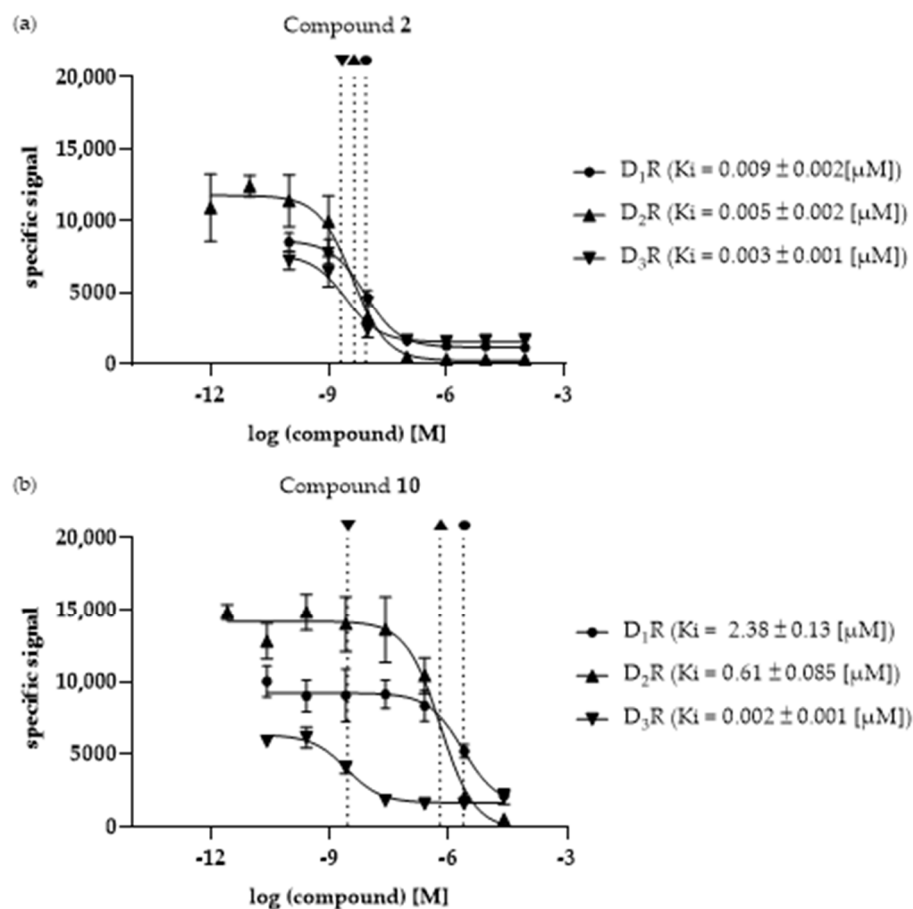 (a)
Compound 2
20,000
15,000
10,000
5000
0
-12
-9
-6
-3
specific signal
log (compound) [M]
D₁R (Ki = 0.009 ± 0.002[μM])
D₂R (Ki = 0.005 ± 0.002 [μM])
D₃R (Ki = 0.003 ± 0.001 [μM])
(b)
Compound 10
20,000
15,000
10,000
5000
0
-12
-9
-6
-3
specific signal
log (compound) [M]
D₁R (Ki = 2.38 ± 0.13 [μM])
D₂R (Ki = 0.61 ± 0.085 [μM])
D₃R (Ki = 0.002 ± 0.001 [μM])